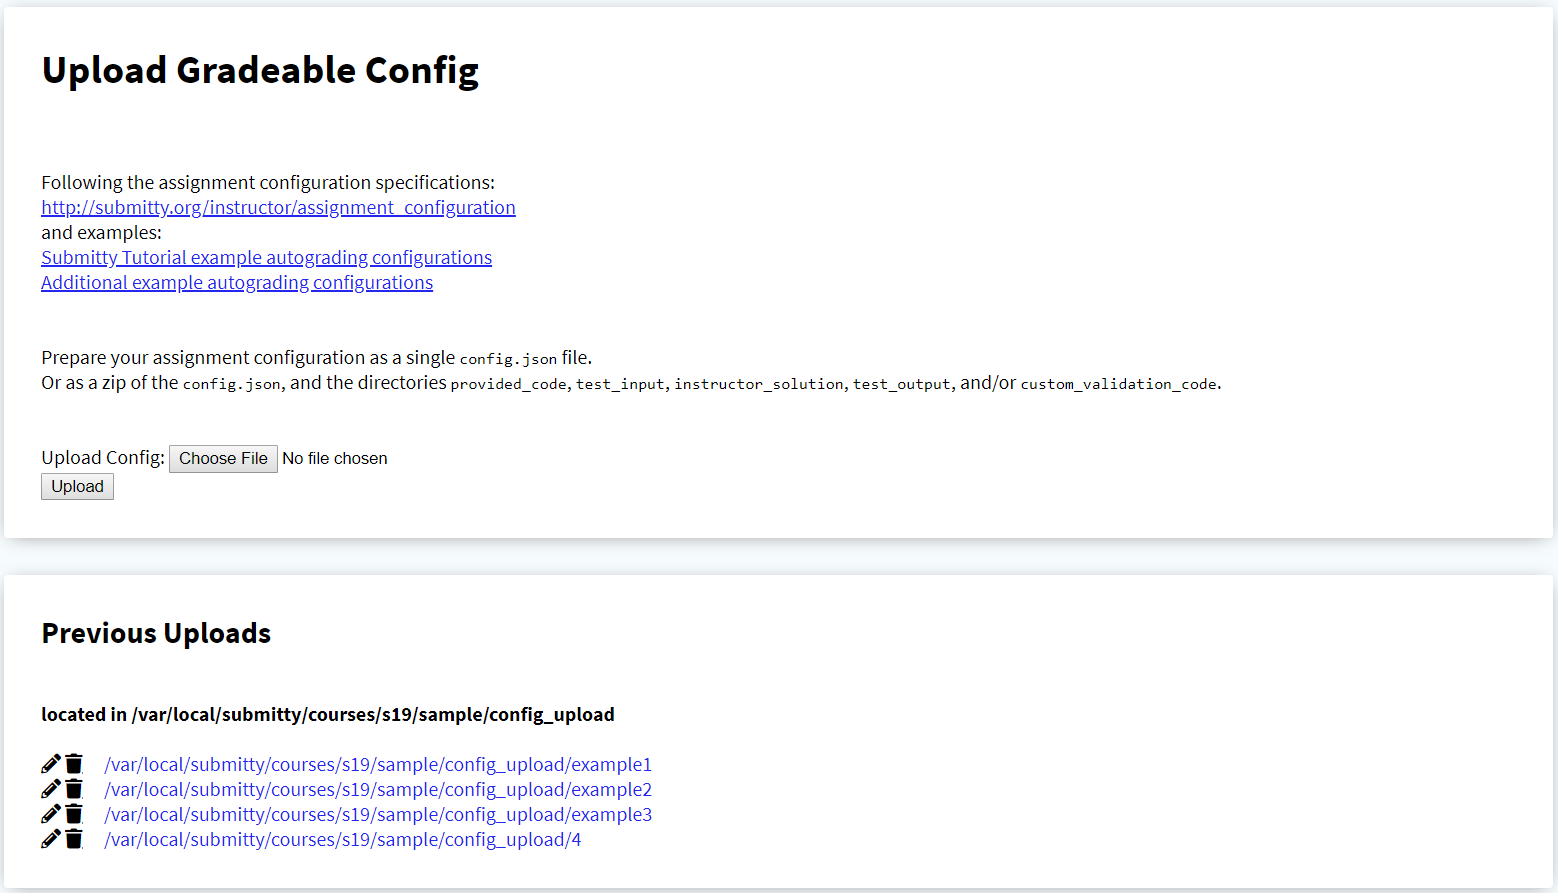 Upload Gradeable Config
Following the assignment configuration specifications:
http://submitty.org/instructor/assignment_configuration
and examples:
Submitty Tutorial example autograding configurations
Additional example autograding configurations
Prepare your assignment configuration as a single config.json file.
Or as a zip of the config.json, and the directories provided_code, test_input, instructor_solution, test_output, and/or custom_validation_code.
Upload Config: Choose File No file chosen
Upload
Previous Uploads
located in /var/local/submitty/courses/s19/sample/config_upload
/var/local/submitty/courses/s19/sample/config_upload/example1
/var/local/submitty/courses/s19/sample/config_upload/example2
/var/local/submitty/courses/s19/sample/config_upload/example3
/var/local/submitty/courses/s19/sample/config_upload/4